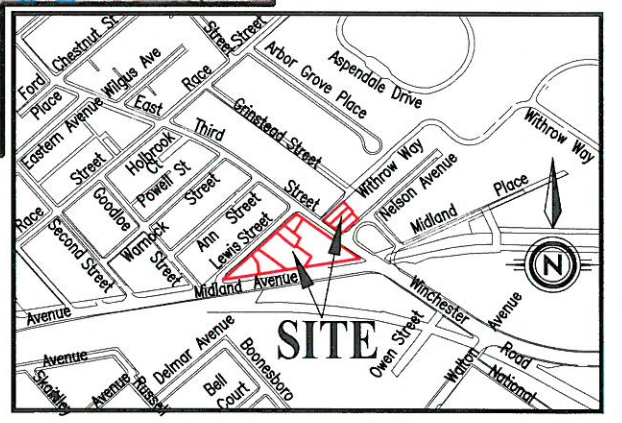 Chestnut St
Wilgus Ave
Ford
Place
Eastern Avenue
Street
Street
Race
East
Arbor Grove Place
Aspendale Drive
Third
Street
Grinstead Street
Withrow Way
Withrow Way
Nelson Avenue
Midland Place
Holbrook
Ct
Powell St
Street
Goodloe
Street
Warnock
Street
Ann Street
Lewis Street
Race
Second Street
Midland Avenue
Avenue
Winchester
Road
SITE
N
Owen Street
Walton Avenue
National
Delmar Avenue
Boonesboro
Bell
Court
Avenue
Avenue
Russell